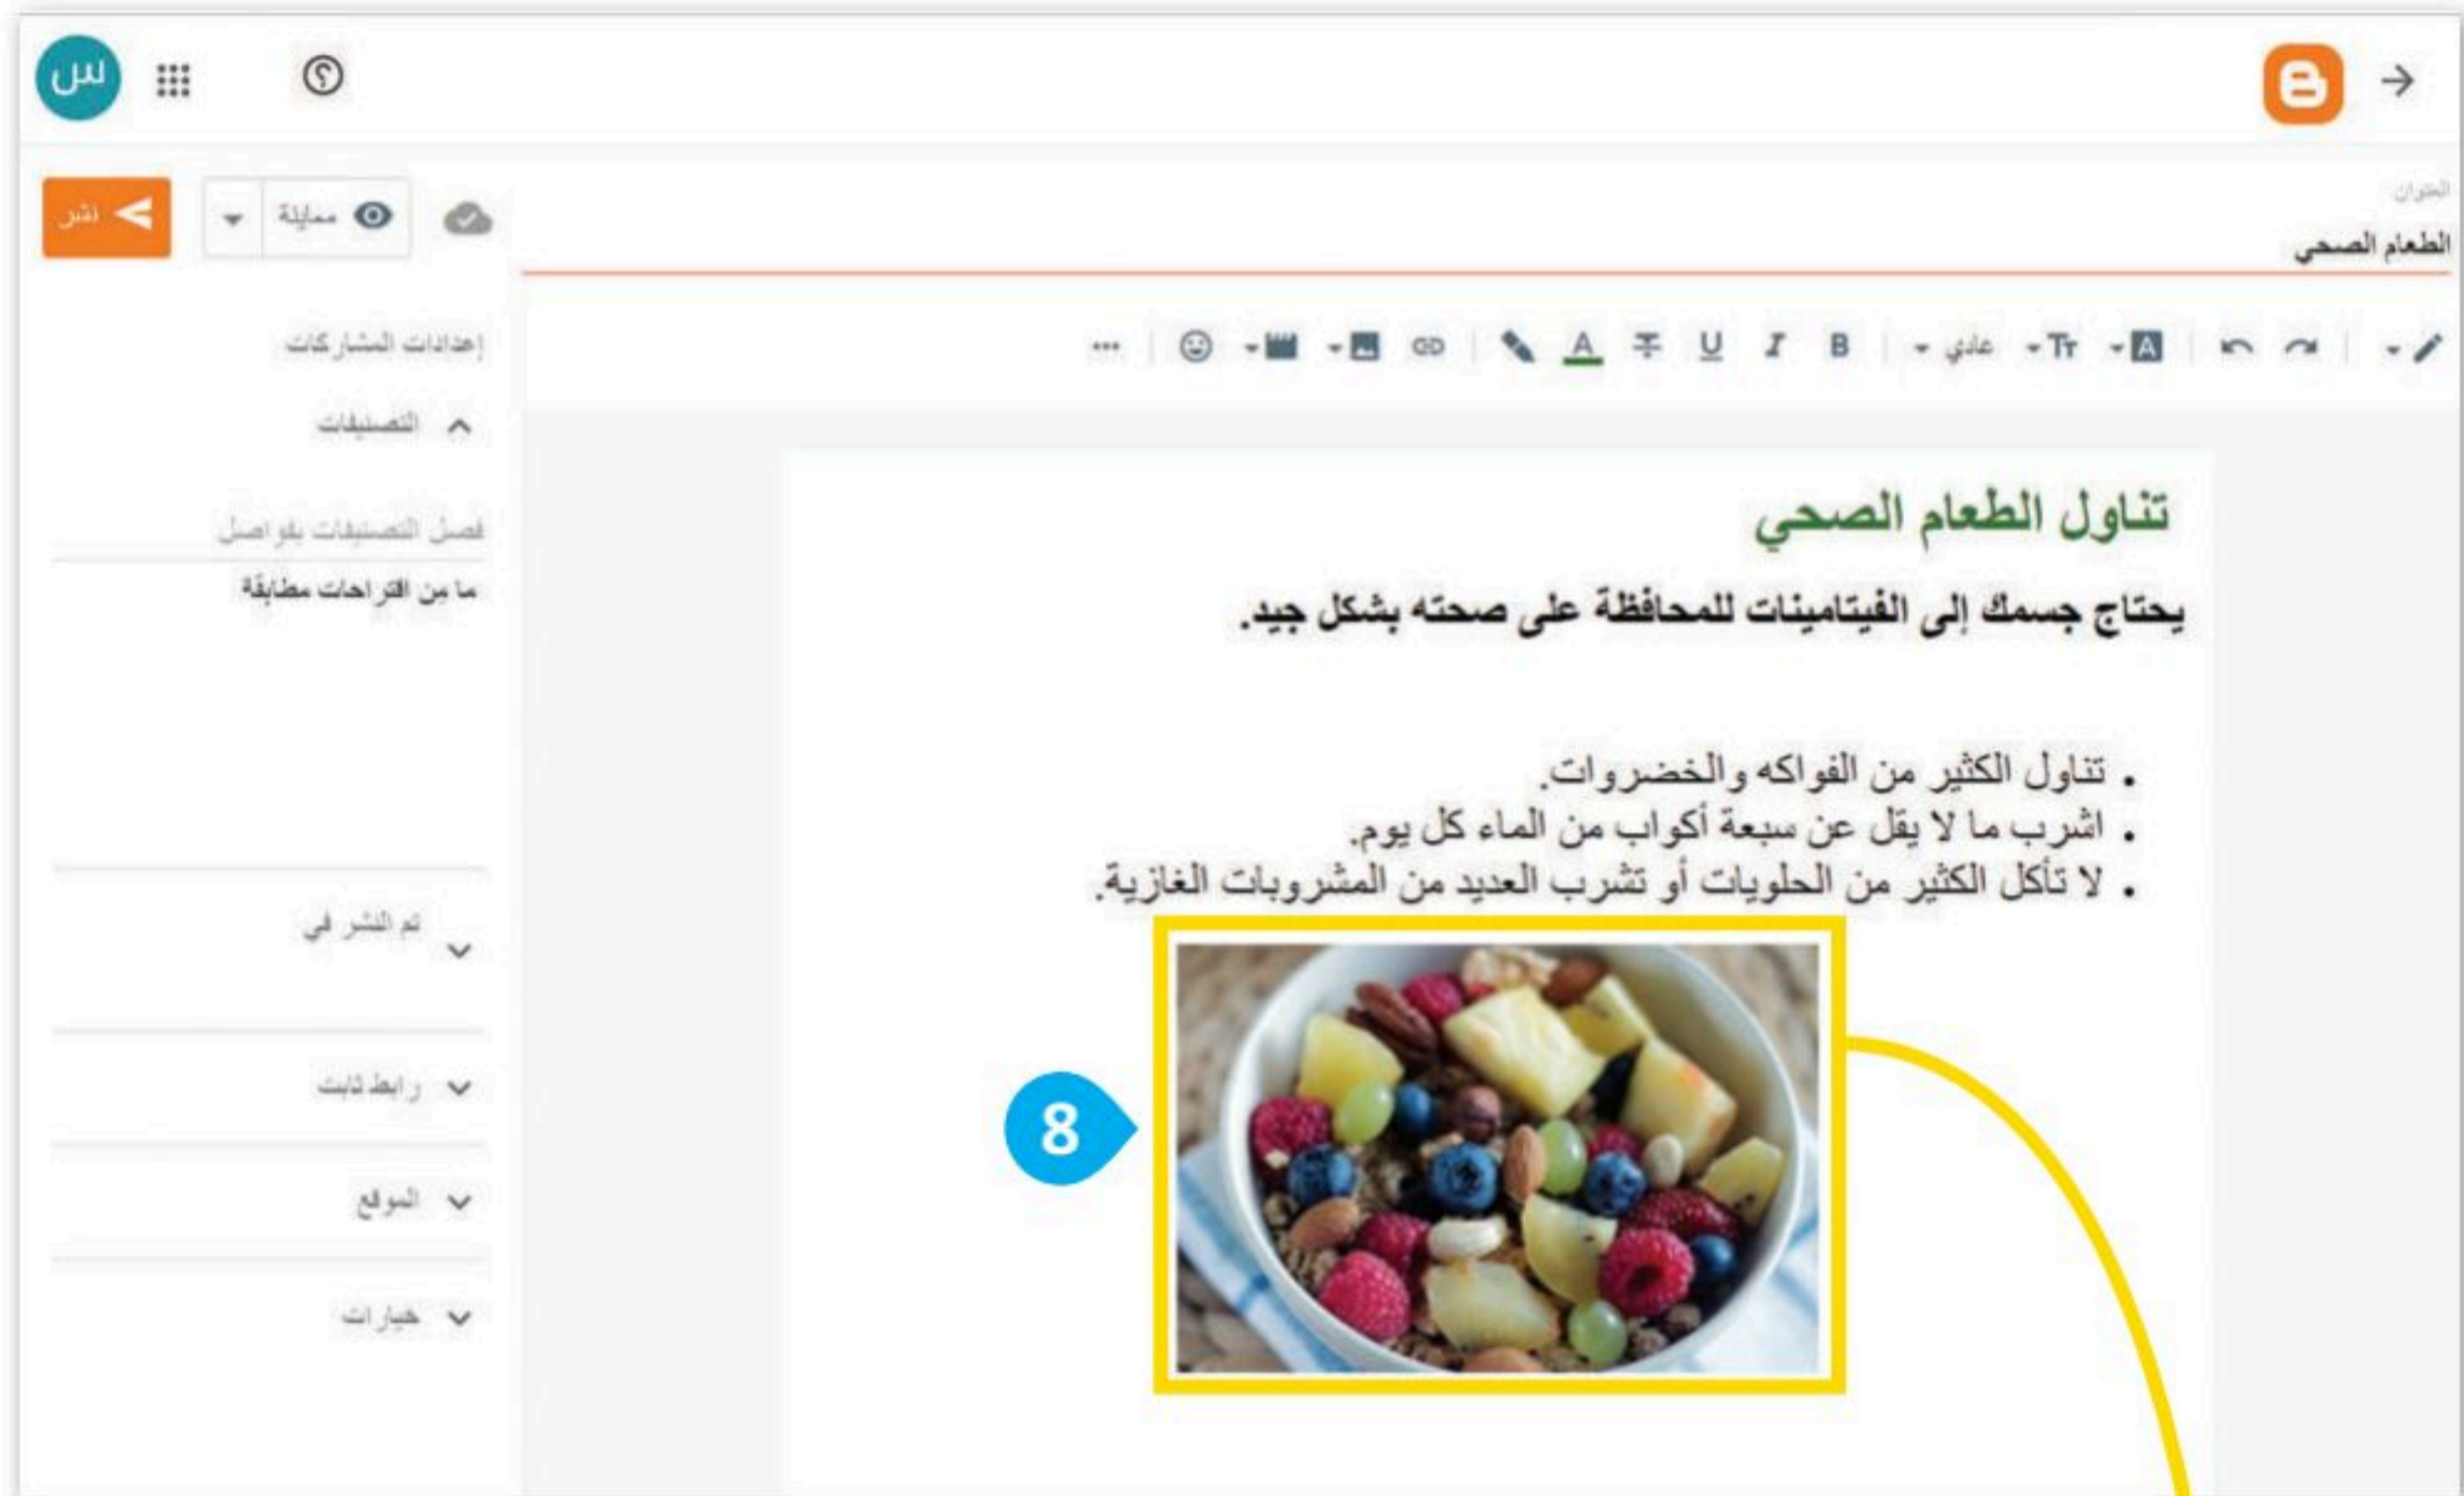 س
العنوان
الطعام الصحي
معاينة
نشر
عادي
B I U A
إعدادات المشاركات
التصنيفات
فصل التصنيفات بفواصل
ما مِن اقتراحات مطابقة
تم النشر في
رابط ثابت
الموقع
خيارات
تناول الطعام الصحي
يحتاج جسمك إلى الفيتامينات للمحافظة على صحته بشكل جيد.
• تناول الكثير من الفواكه والخضروات.
• اشرب ما لا يقل عن سبعة أكواب من الماء كل يوم.
• لا تأكل الكثير من الحلويات أو تشرب العديد من المشروبات الغازية.
8